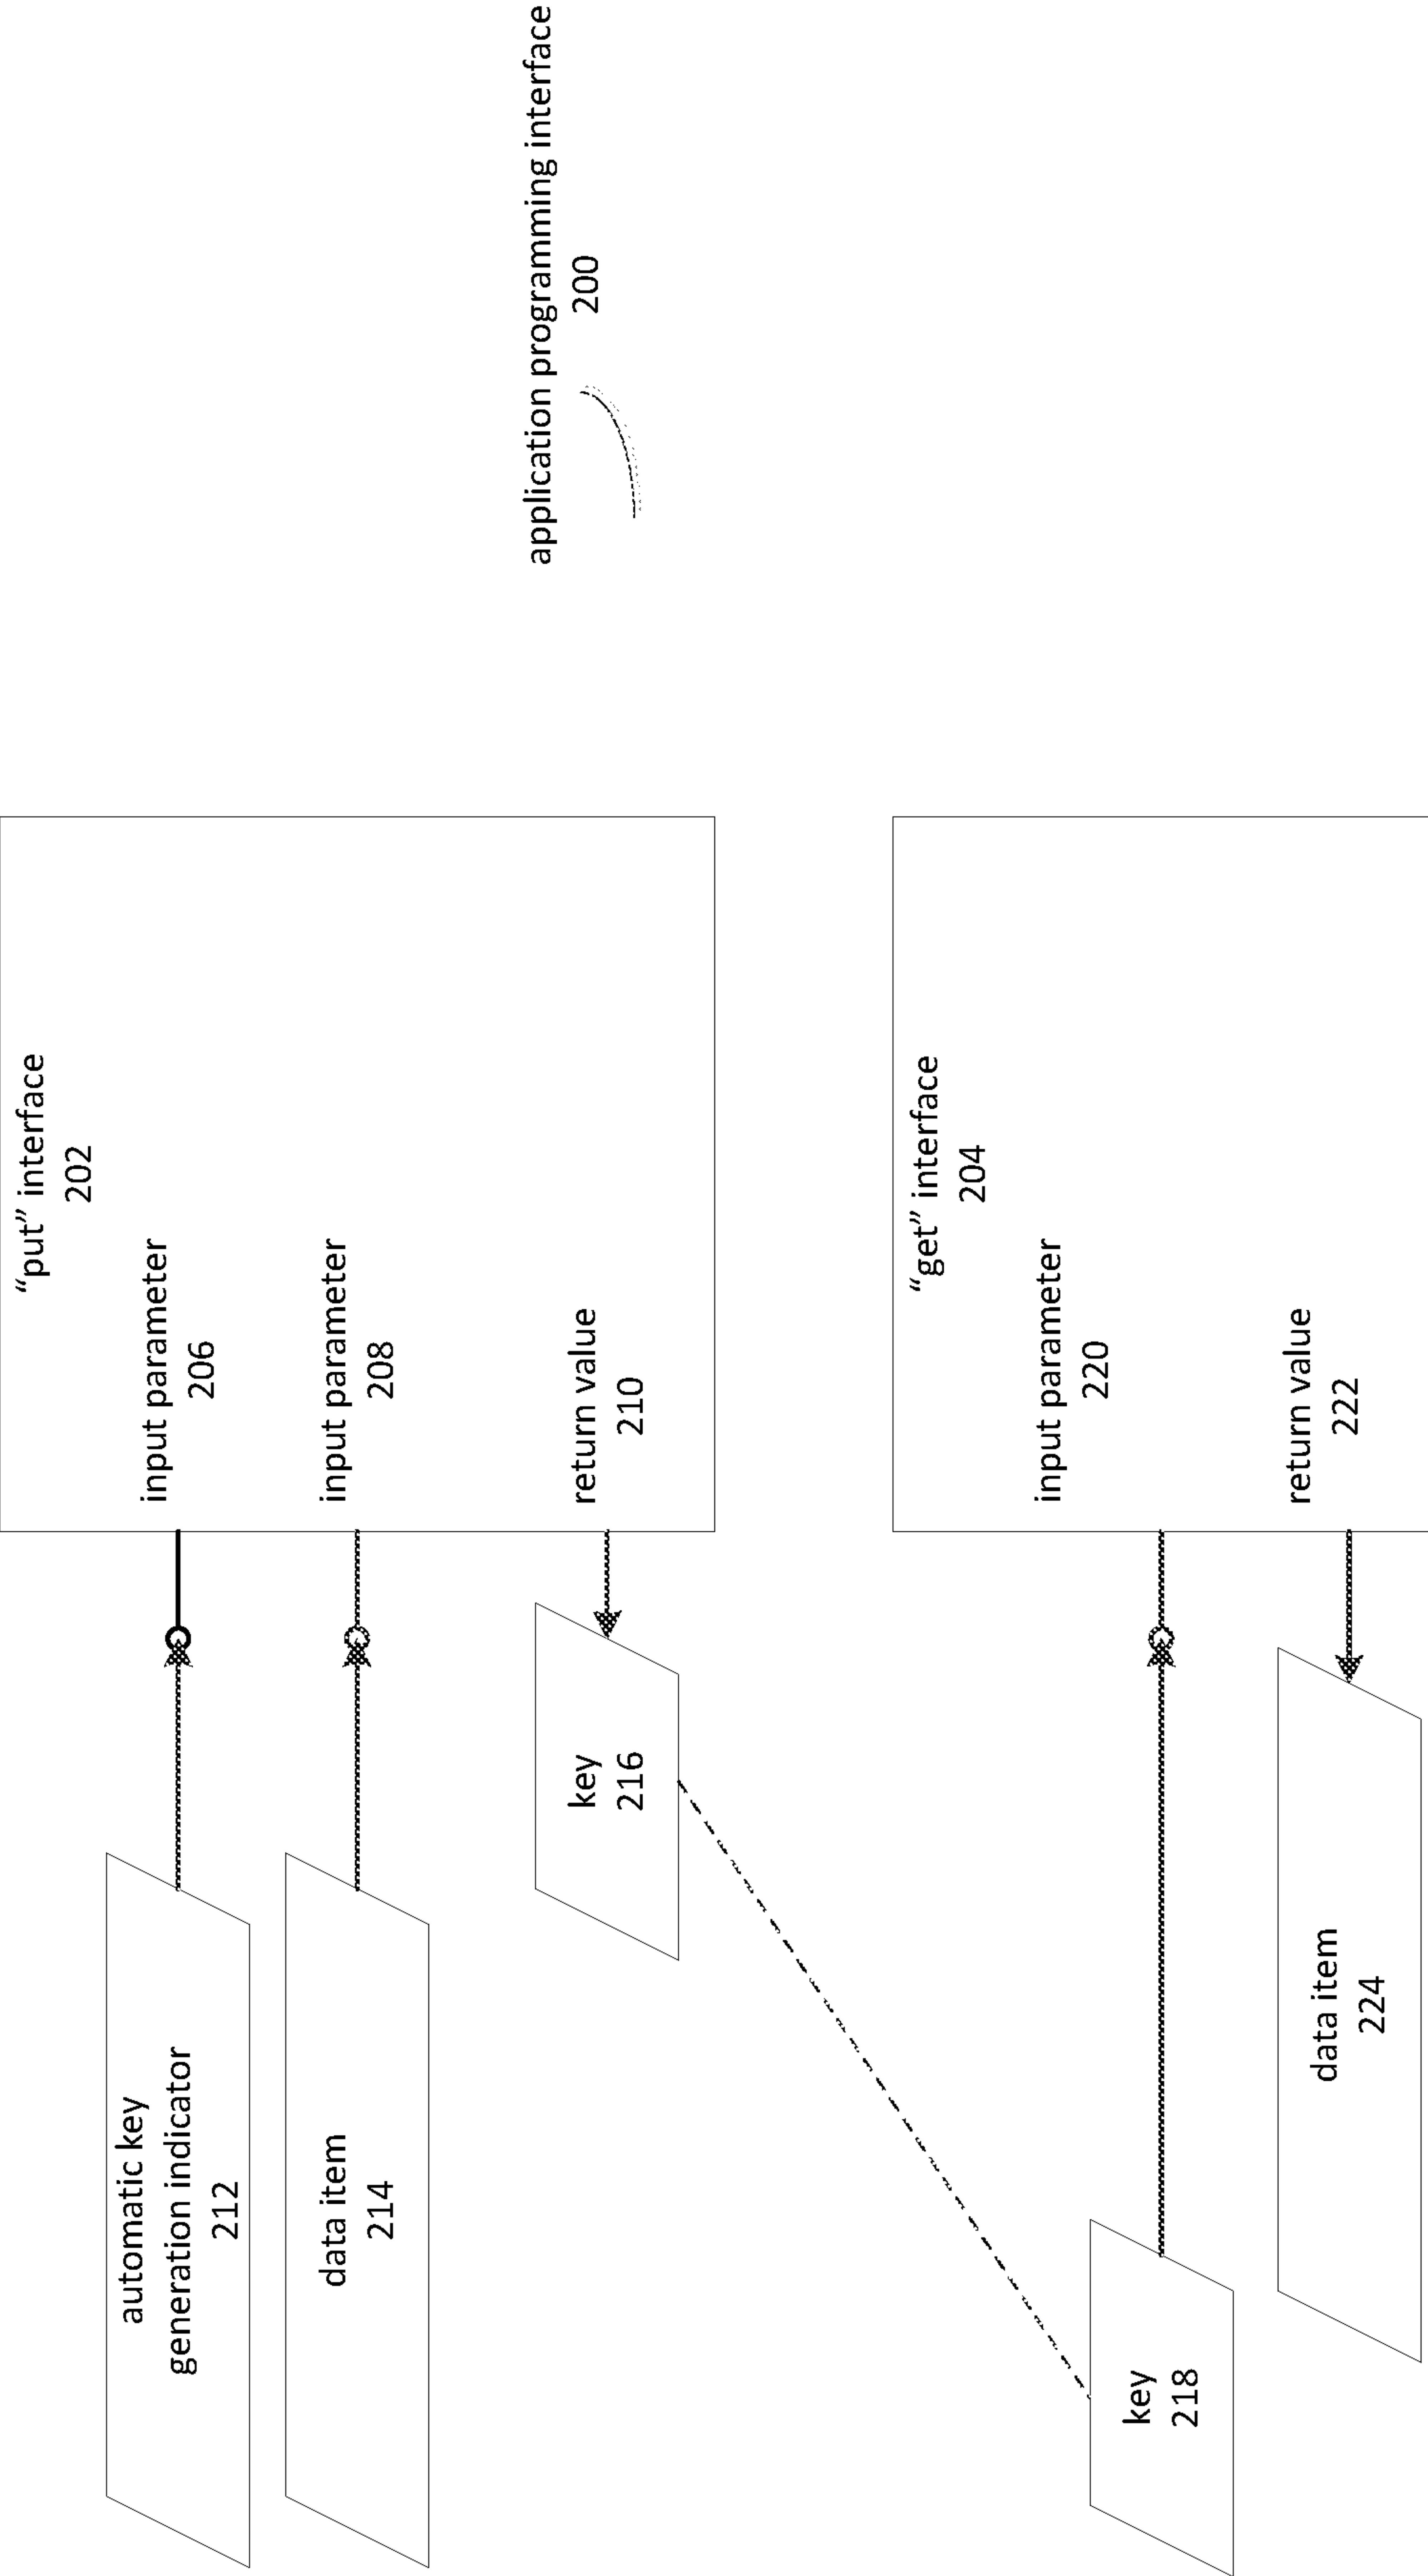 application programming interface
200
“put” interface
202
automatic key
generation indicator
212
input parameter
206
data item
214
input parameter
208
key
216
return value
210
“get” interface
204
key
218
input parameter
220
data item
224
return value
222